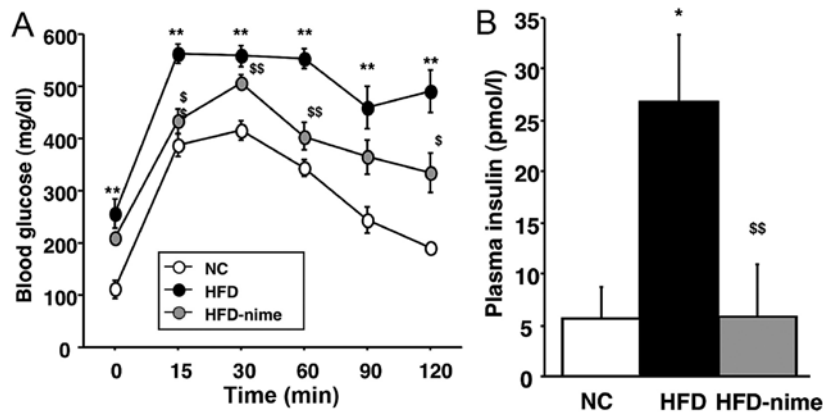 A
Blood glucose (mg/dl)
600
500
400
300
200
100
0
**
**
**
**
**
**
$
$
$$
$$
$
NC
HFD
HFD-nime
0 15 30 60 90 120
Time (min)
B
Plasma insulin (pmol/l)
35
30
25
20
15
10
5
0
*
$$
NC HFD HFD-nime